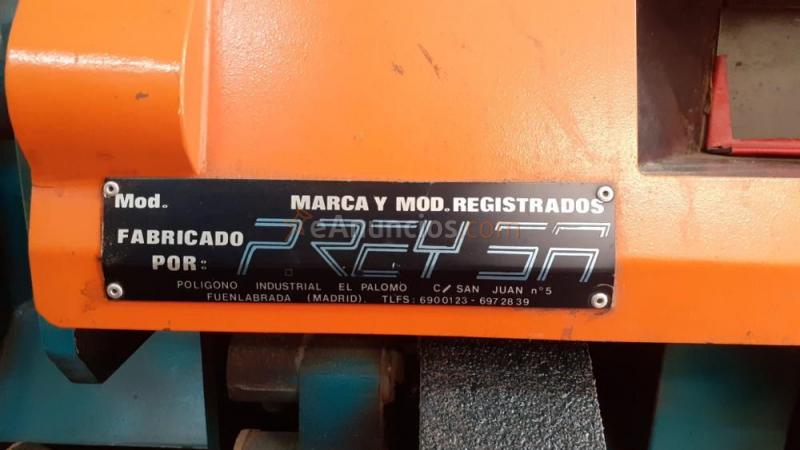 Mod. MARCA Y MOD. REGISTRADOS
FABRICADO POR: P.REYSA
POLIGONO INDUSTRIAL EL PALOMO C/ SAN JUAN nº5
FUENLABRADA (MADRID). TLFS: 6900123-6972839
eAnuncios.com